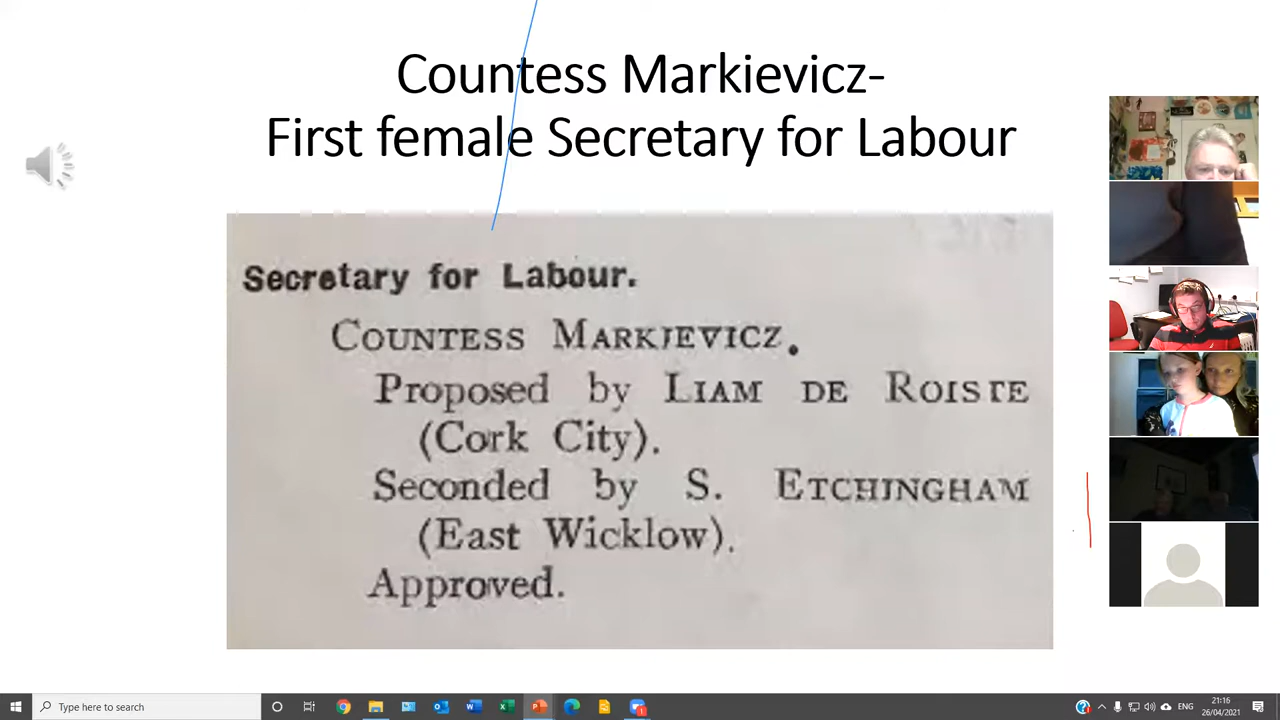 Countess Markievicz-
First female Secretary for Labour
Secretary for Labour.
COUNTESS MARKIEVICZ.
Proposed by LIAM DE ROISTE
(Cork City).
Seconded by S. ETCHINGHAM
(East Wicklow).
Approved.
Type here to search
ENG
21:16
26/04/2021